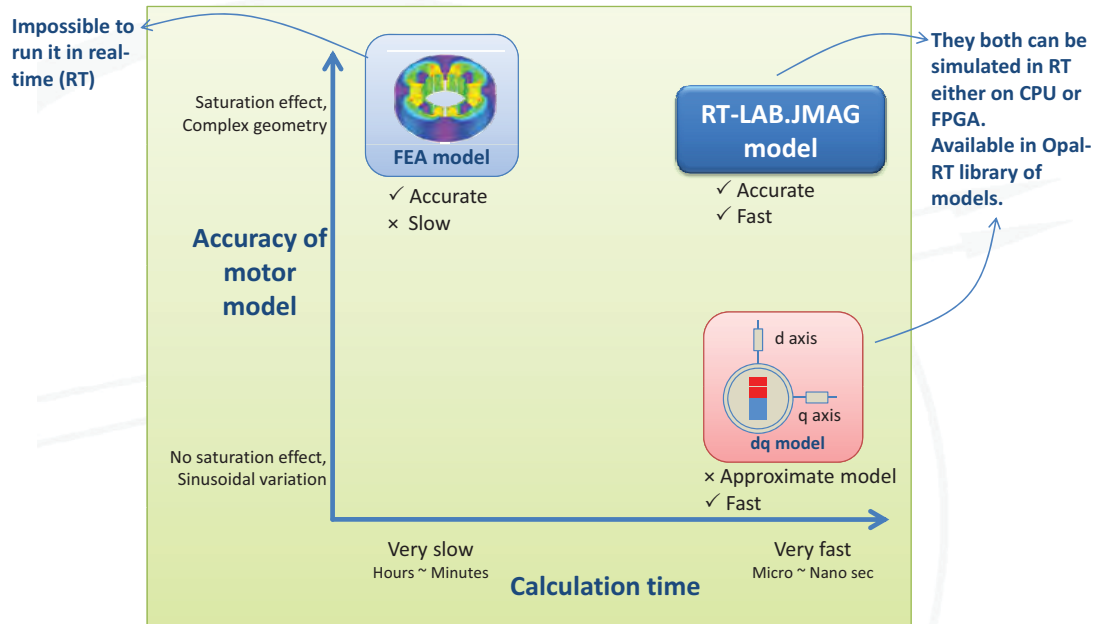 Impossible to
run it in real-
time (RT)
They both can be
simulated in RT
either on CPU or
FPGA.
Available in Opal-
RT library of
models.
Saturation effect,
Complex geometry
FEA model
✓ Accurate
× Slow
RT-LAB.JMAG
model
✓ Accurate
✓ Fast
Accuracy of
motor
model
d axis
q axis
dq model
× Approximate model
✓ Fast
No saturation effect,
Sinusoidal variation
Very slow
Hours ~ Minutes
Very fast
Micro ~ Nano sec
Calculation time